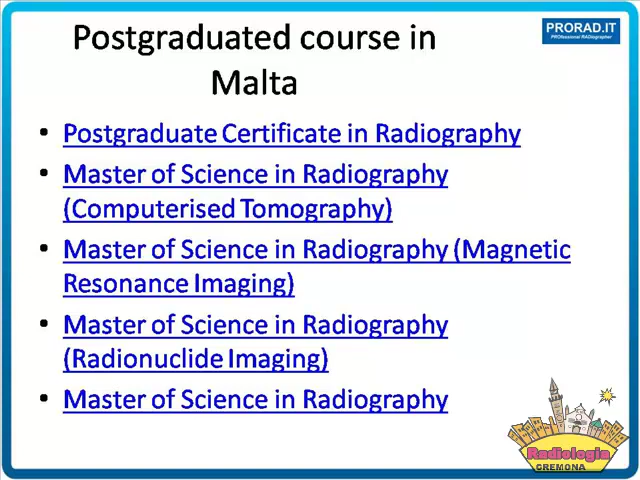 Postgraduated course in
Malta
PRORAD.IT
PROfessional RADiographer
• Postgraduate Certificate in Radiography
• Master of Science in Radiography
(Computerised Tomography)
• Master of Science in Radiography (Magnetic
Resonance Imaging)
• Master of Science in Radiography
(Radionuclide Imaging)
• Master of Science in Radiography
Radiologia
CREMONA